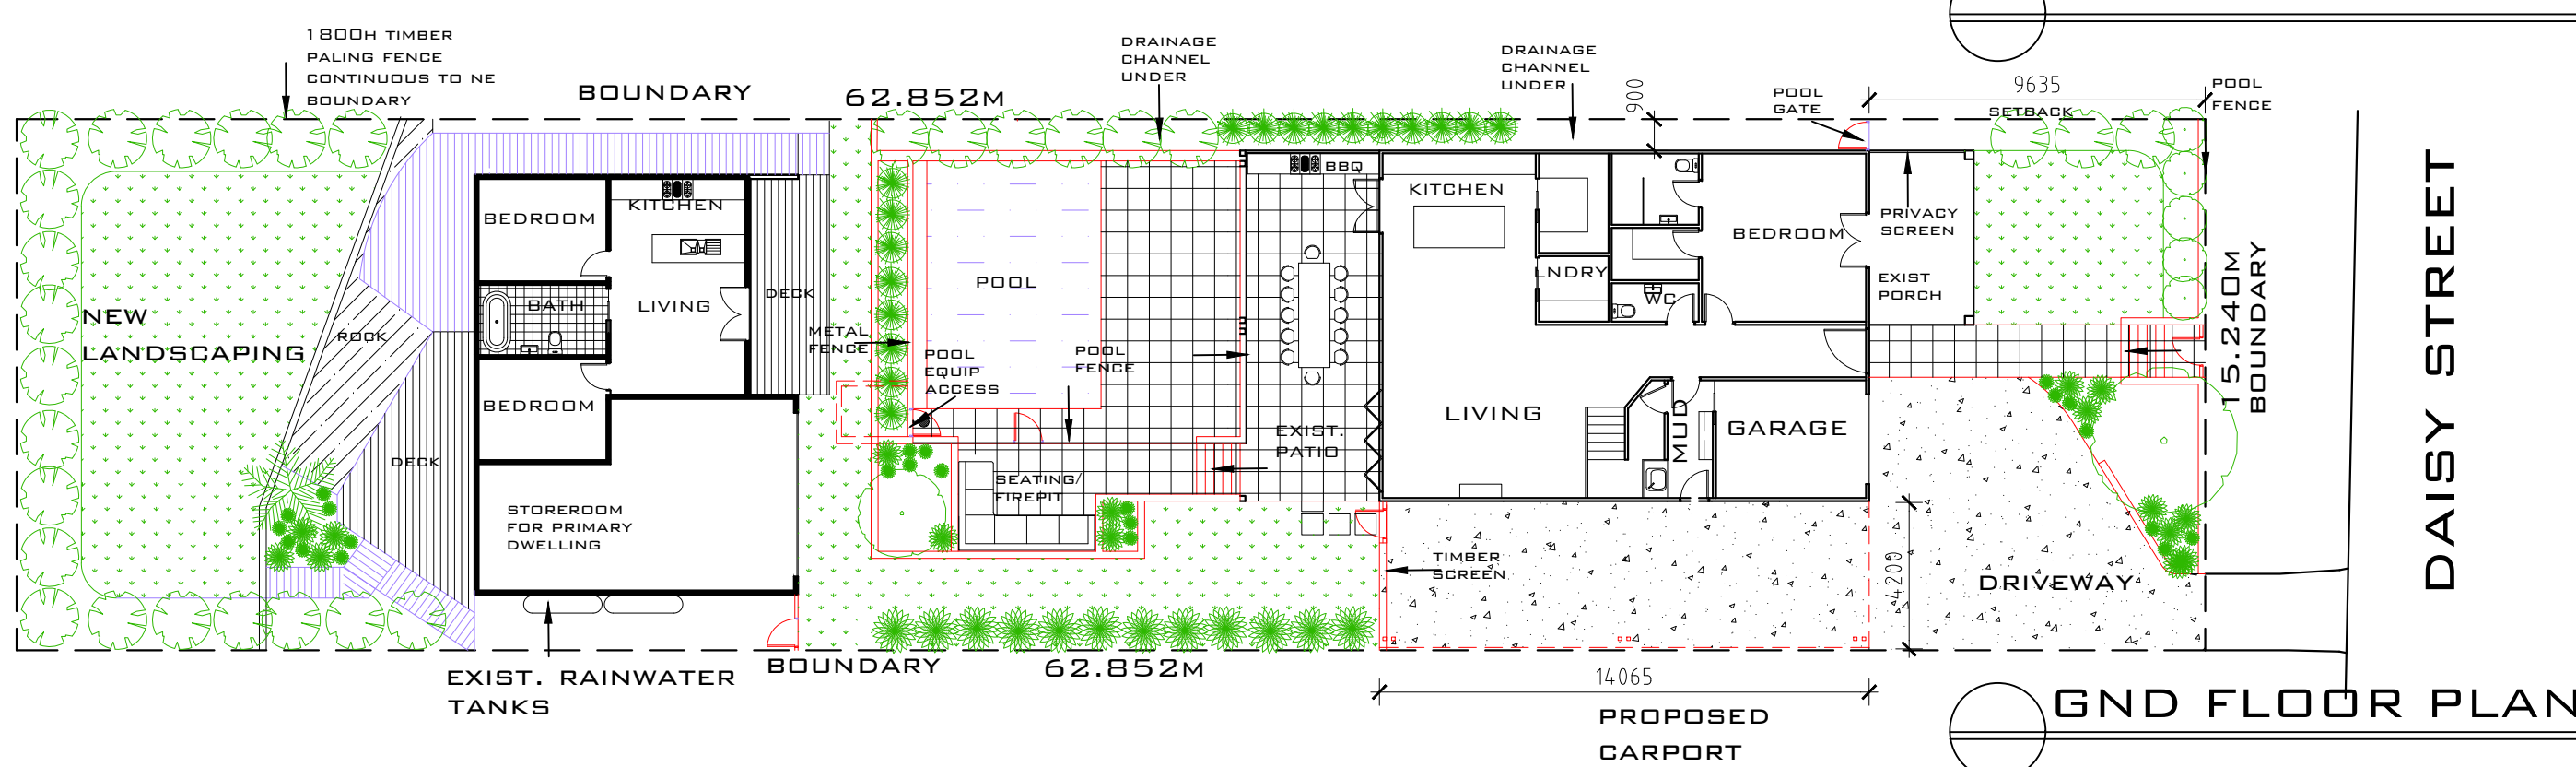 1800H TIMBER
PALING FENCE
CONTINUOUS TO NE
BOUNDARY
BOUNDARY
62.852M
DRAINAGE
CHANNEL
UNDER
DRAINAGE
CHANNEL
UNDER
900
POOL
GATE
9635
SETBACK
POOL
FENCE
BEDROOM
KITCHEN
BATH
LIVING
DECK
BEDROOM
STOREROOM
FOR PRIMARY
DWELLING
NEW
LANDSCAPING
ROCK
DECK
METAL
FENCE
POOL
POOL
EQUIP
ACCESS
POOL
FENCE
SEATING/
FIREPIT
BBQ
EXIST.
PATIO
KITCHEN
LNDRY
WC
BEDROOM
LIVING
MUD
GARAGE
PRIVACY
SCREEN
EXIST
PORCH
15.240M
BOUNDARY
DAISY STREET
TIMBER
SCREEN
4200
DRIVEWAY
EXIST. RAINWATER
TANKS
BOUNDARY
62.852M
14065
PROPOSED
CARPORT
GND FLOOR PLAN